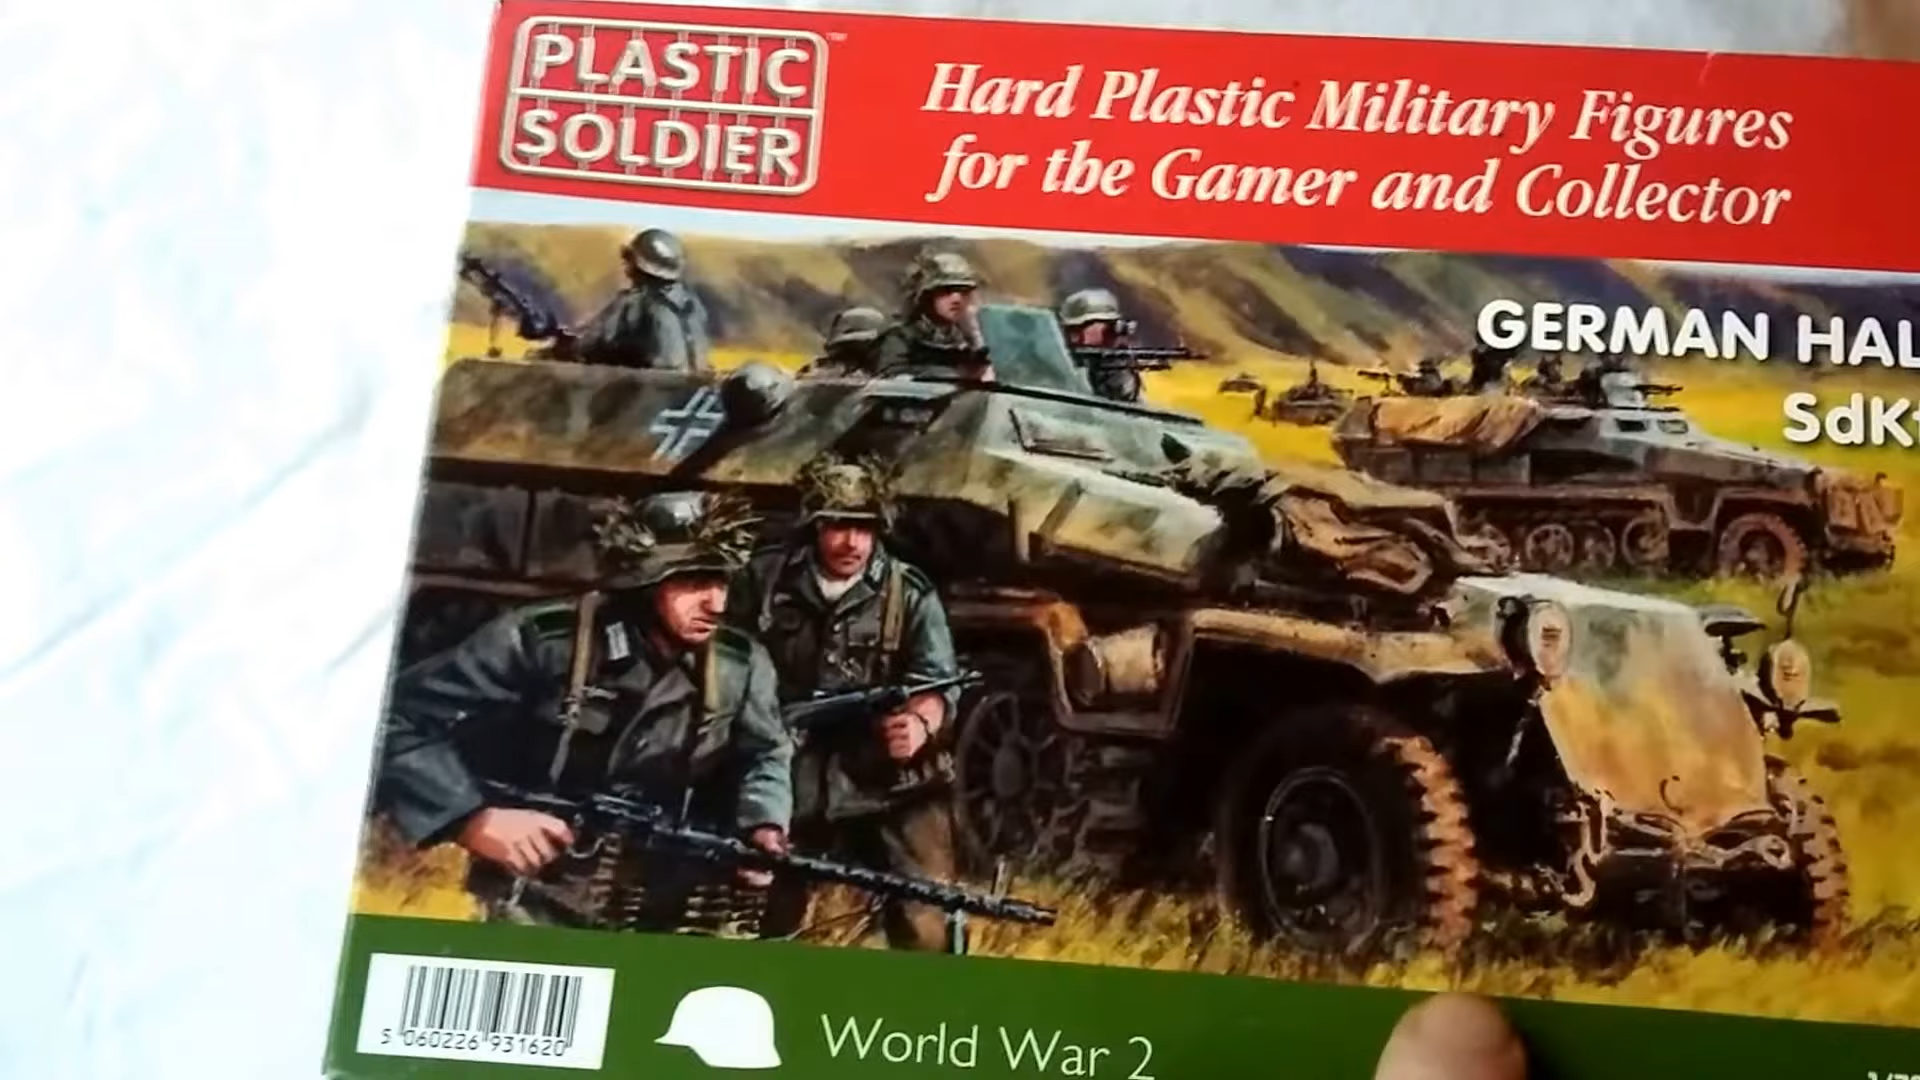 PLASTIC
SOLDIER
™
Hard Plastic Military Figures
for the Gamer and Collector
GERMAN HAL
SdK
5 060226 931620
World War 2